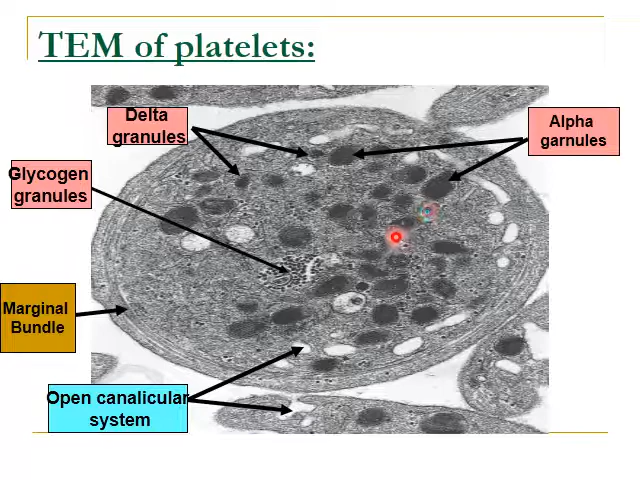 TEM of platelets:
Delta
granules
Alpha
garnules
Glycogen
granules
Marginal
Bundle
Open canalicular
system